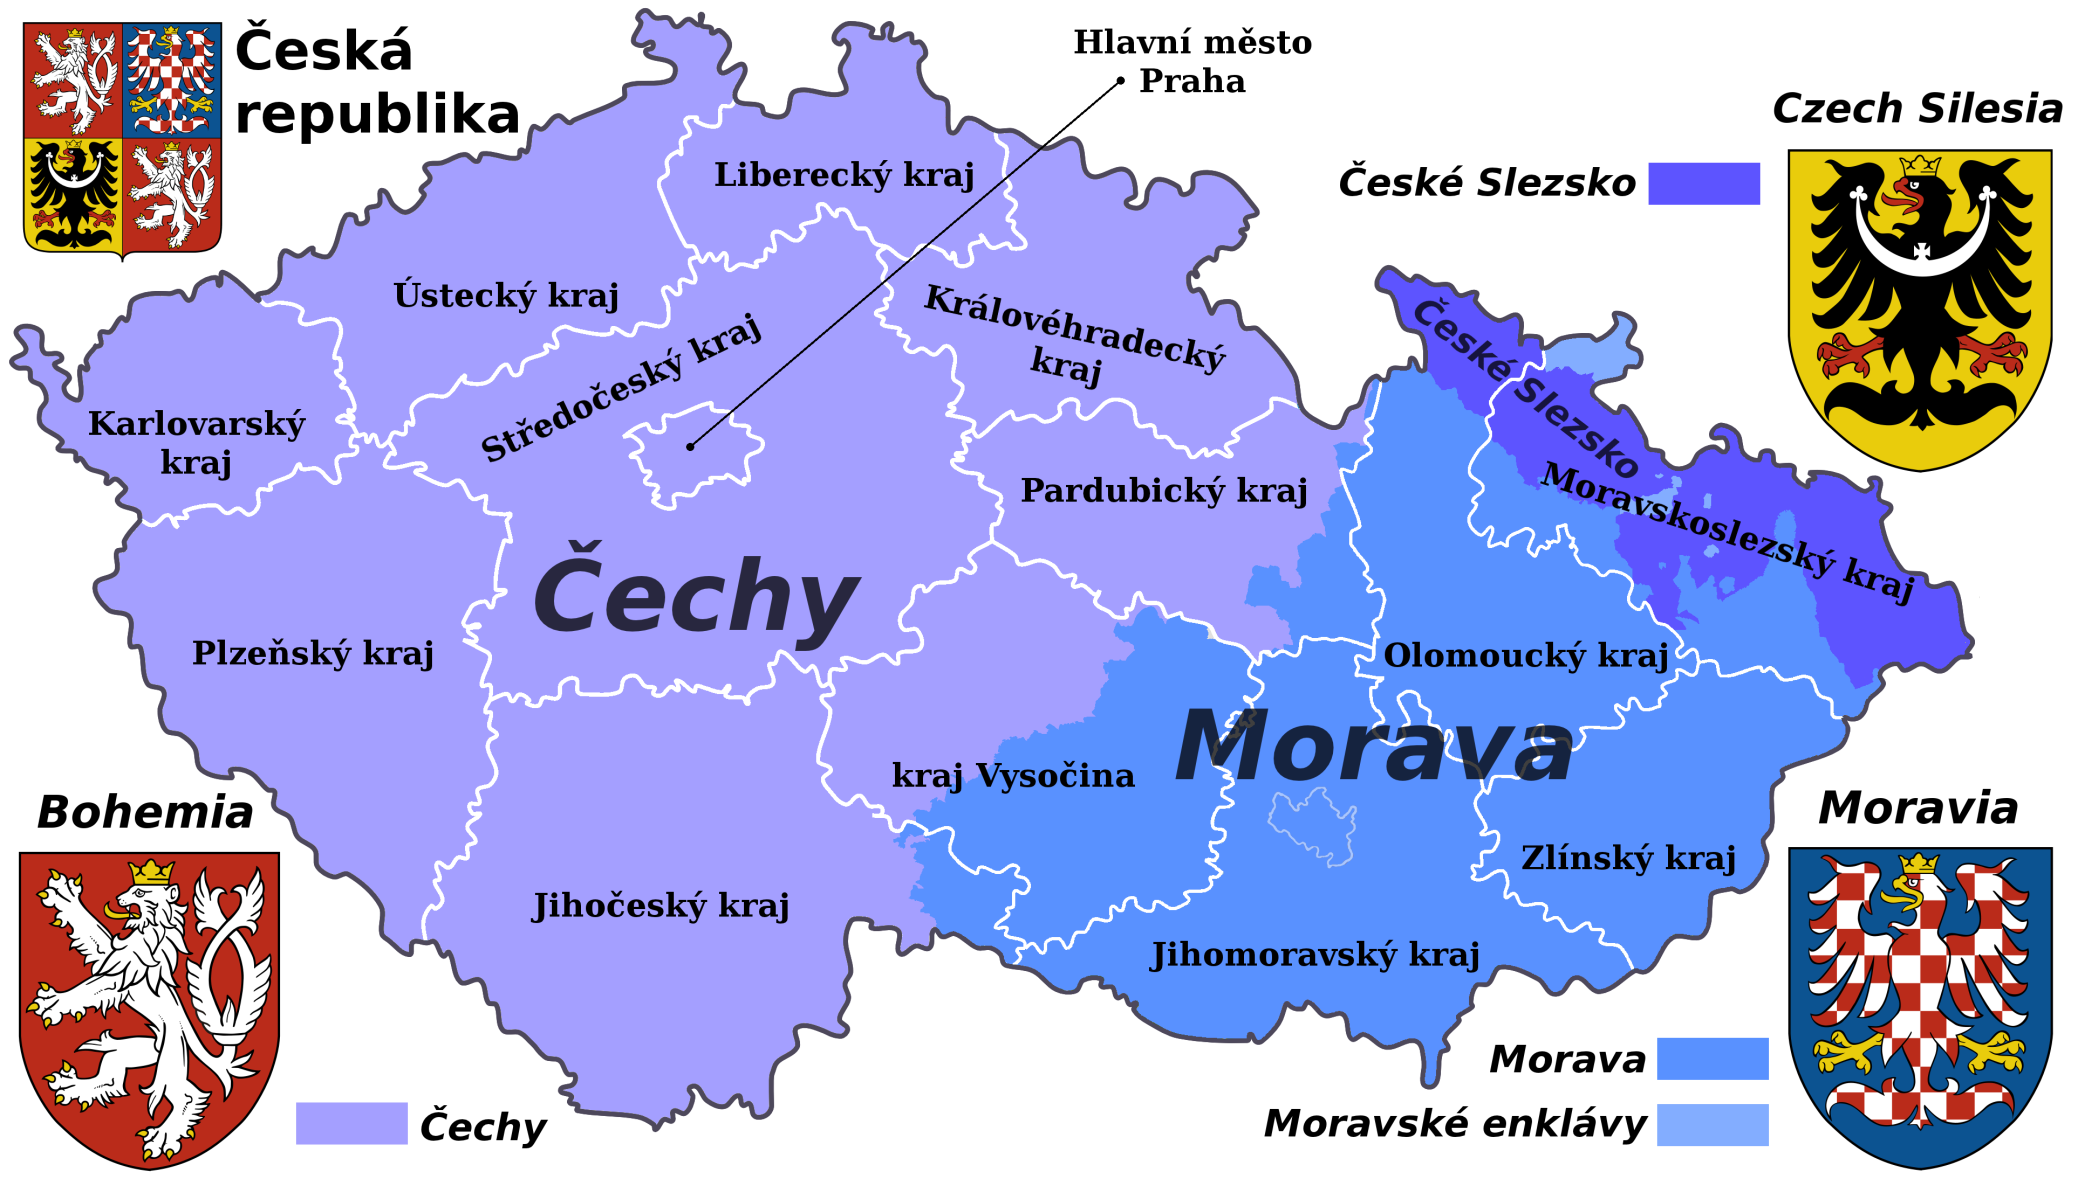 Česká
republika
Hlavní město
Praha
Czech Silesia
České Slezsko
Liberecký kraj
Ústecký kraj
Královéhradecký
kraj
Středočeský kraj
České Slezsko
Karlovarský
kraj
Pardubický kraj
Moravskoslezský kraj
Čechy
Plzeňský kraj
Olomoucký kraj
Morava
kraj Vysočina
Bohemia
Moravia
Zlínský kraj
Jihočeský kraj
Jihomoravský kraj
Morava
Čechy
Moravské enklávy